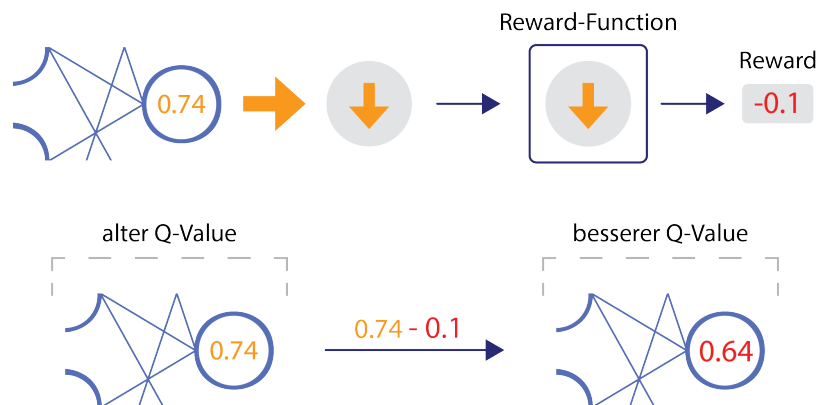 Reward-Function
Reward
0.74
-0.1
alter Q-Value
besserer Q-Value
0.74 - 0.1
0.74
0.64